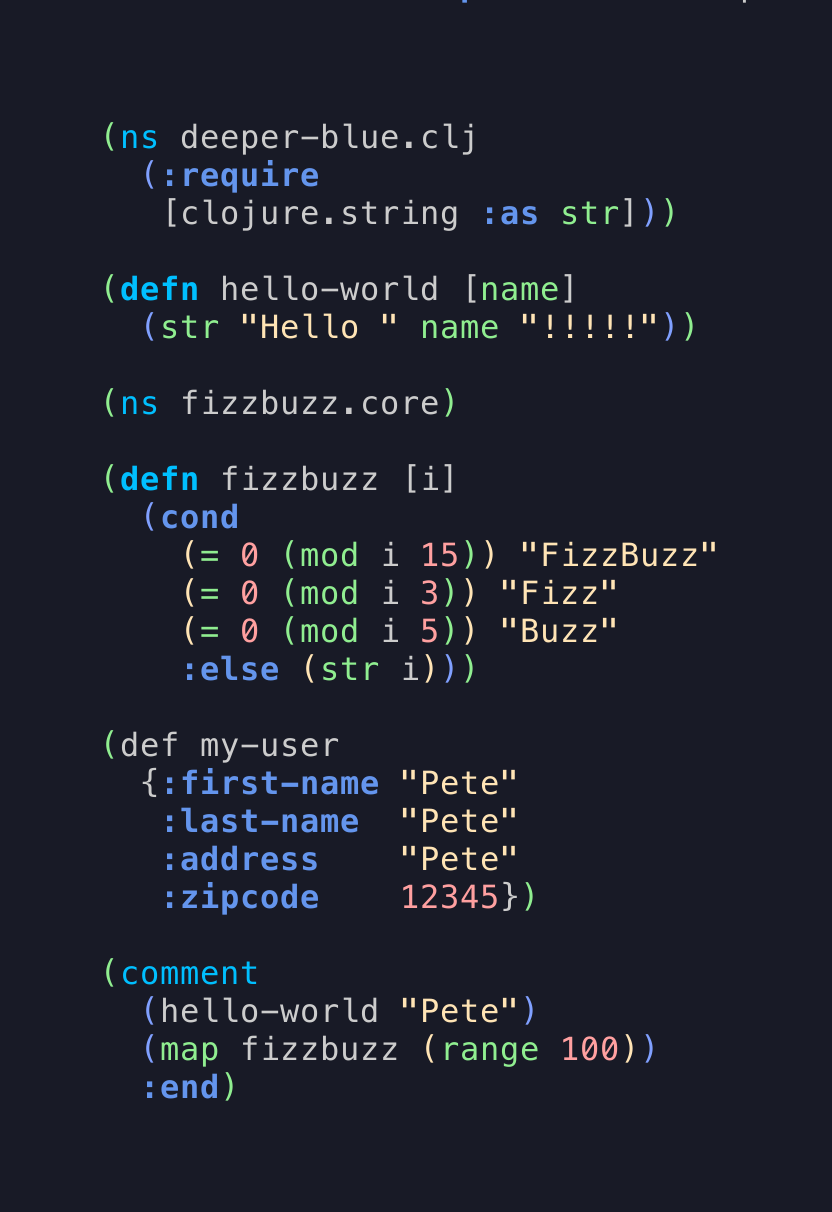 (ns deeper-blue.clj
  (:require
   [clojure.string :as str]))

(defn hello-world [name]
  (str "Hello " name "!!!!!"))

(ns fizzbuzz.core)

(defn fizzbuzz [i]
  (cond
    (= 0 (mod i 15)) "FizzBuzz"
    (= 0 (mod i 3)) "Fizz"
    (= 0 (mod i 5)) "Buzz"
    :else (str i)))

(def my-user
  {:first-name "Pete"
   :last-name  "Pete"
   :address    "Pete"
   :zipcode    12345})

(comment
  (hello-world "Pete")
  (map fizzbuzz (range 100))
  :end)